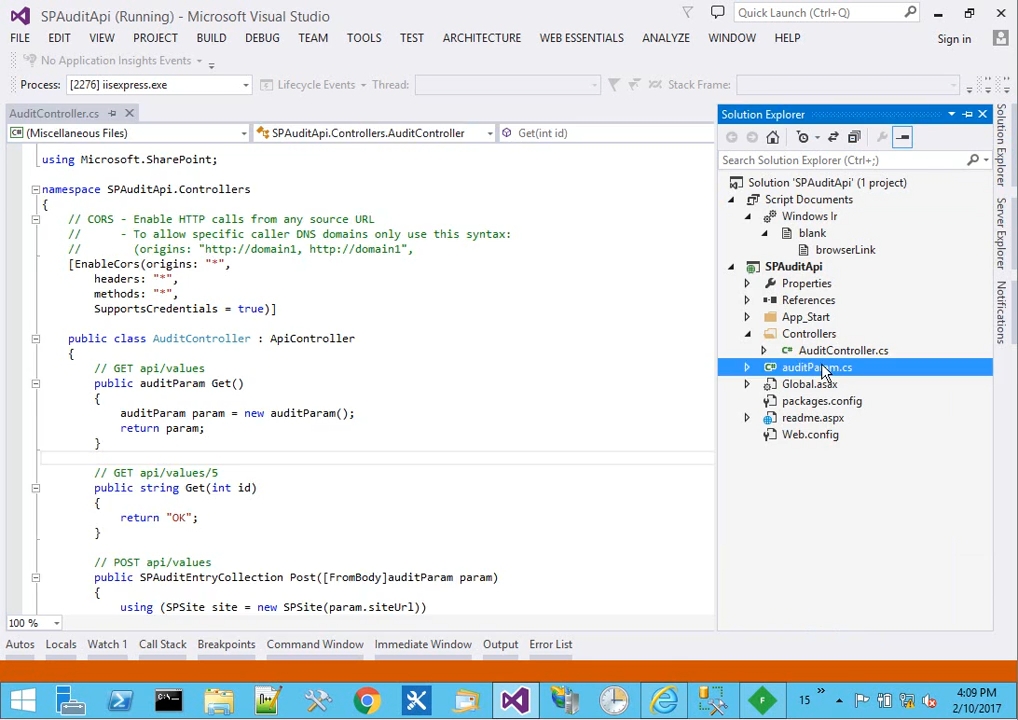 SPAuditApi (Running) - Microsoft Visual Studio
Quick Launch (Ctrl+Q)
FILE EDIT VIEW PROJECT BUILD DEBUG TEAM TOOLS TEST ARCHITECTURE WEB ESSENTIALS ANALYZE WINDOW HELP Sign in
No Application Insights Events
Process: [2276] iisexpress.exe Lifecycle Events Thread: Stack Frame:
AuditController.cs
(Miscellaneous Files) SPAuditApi.Controllers.AuditController Get(int id)
using Microsoft.SharePoint;
namespace SPAuditApi.Controllers
{
// CORS - Enable HTTP calls from any source URL
// - To allow specific caller DNS domains only use this syntax:
// (origins: "http://domain1, http://domain1",
[EnableCors(origins: "*",
headers: "*",
methods: "*",
SupportsCredentials = true)]
public class AuditController : ApiController
{
// GET api/values
public auditParam Get()
{
auditParam param = new auditParam();
return param;
}
// GET api/values/5
public string Get(int id)
{
return "OK";
}
// POST api/values
public SPAuditEntryCollection Post([FromBody]auditParam param)
{
using (SPSite site = new SPSite(param.siteUrl))
100 %
Solution Explorer
Search Solution Explorer (Ctrl+;)
Solution 'SPAuditApi' (1 project)
Script Documents
Windows Ir
blank
browserLink
SPAuditApi
Properties
References
App_Start
Controllers
AuditController.cs
auditParam.cs
Global.asax
packages.config
readme.aspx
Web.config
Solution Explorer
Server Explorer
Notifications
Autos Locals Watch 1 Call Stack Breakpoints Command Window Immediate Window Output Error List
15
4:09 PM
2/10/2017